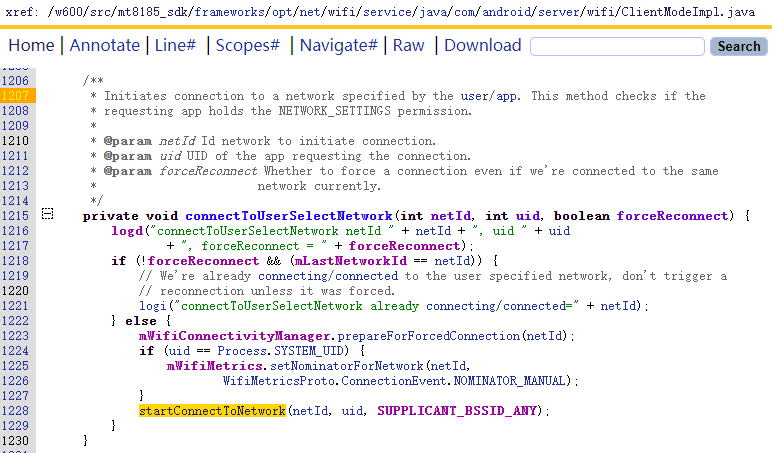 xref: /w600/src/mt8185_sdk/frameworks/opt/net/wifi/service/java/com/android/server/wifi/ClientModeImpl.java
Home | Annotate | Line# | Scopes# | Navigate# | Raw | Download Search
1206 /**
1207 * Initiates connection to a network specified by the user/app. This method checks if the
1208 * requesting app holds the NETWORK_SETTINGS permission.
1209 *
1210 * @param netId Id network to initiate connection.
1211 * @param uid UID of the app requesting the connection.
1212 * @param forceReconnect Whether to force a connection even if we're connected to the same
1213 * network currently.
1214 */
1215 private void connectToUserSelectNetwork(int netId, int uid, boolean forceReconnect) {
1216 logd("connectToUserSelectNetwork netId " + netId + ", uid " + uid
1217 + ", forceReconnect = " + forceReconnect);
1218 if (!forceReconnect && (mLastNetworkId == netId)) {
1219 // We're already connecting/connected to the user specified network, don't trigger a
1220 // reconnection unless it was forced.
1221 logi("connectToUserSelectNetwork already connecting/connected=" + netId);
1222 } else {
1223 mWifiConnectivityManager.prepareForForcedConnection(netId);
1224 if (uid == Process.SYSTEM_UID) {
1225 mWifiMetrics.setNominatorForNetwork(netId,
1226 WifiMetricsProto.ConnectionEvent.NOMINATOR_MANUAL);
1227 }
1228 startConnectToNetwork(netId, uid, SUPPLICANT_BSSID_ANY);
1229 }
1230 }